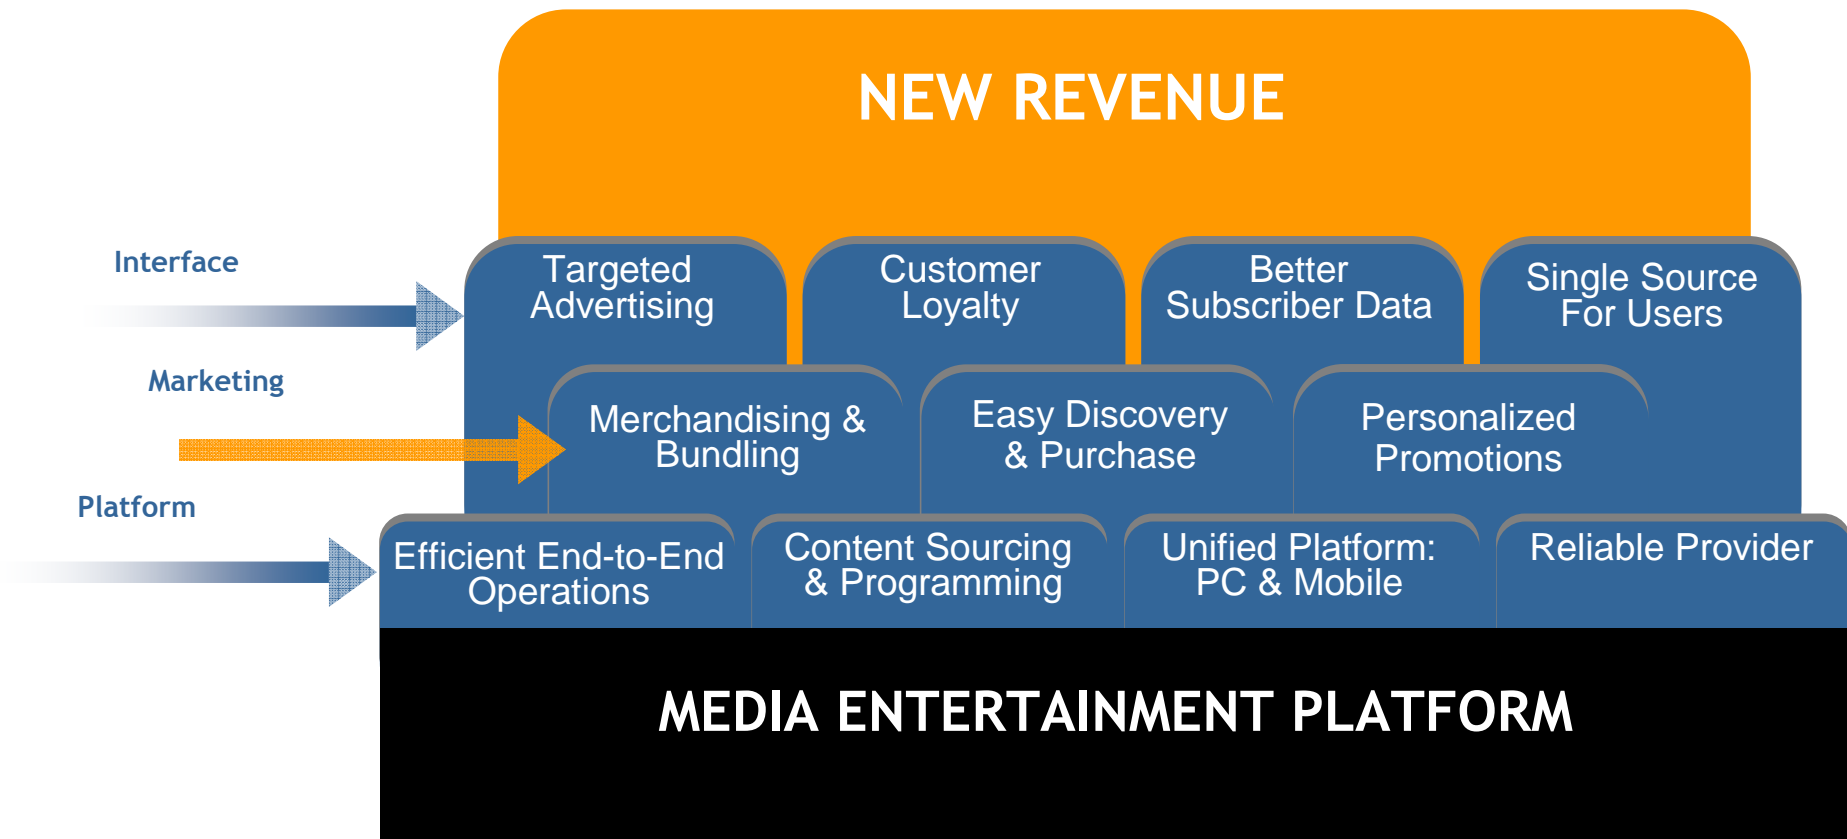 NEW REVENUE
Interface
Targeted
Advertising
Customer
Loyalty
Better
Subscriber Data
Single Source
For Users
Marketing
Merchandising &
Bundling
Easy Discovery
& Purchase
Personalized
Promotions
Platform
Efficient End-to-End
Operations
Content Sourcing
& Programming
Unified Platform:
PC & Mobile
Reliable Provider
MEDIA ENTERTAINMENT PLATFORM